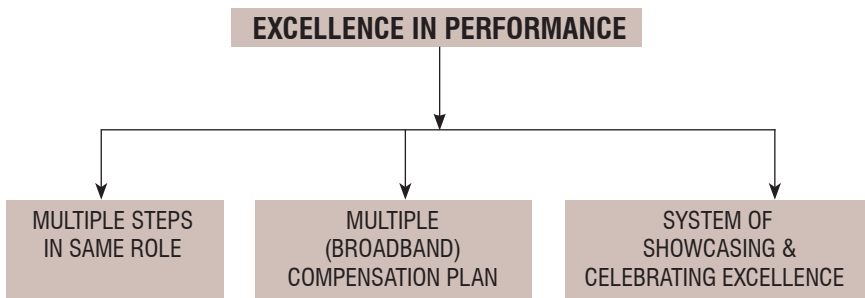 EXCELLENCE IN PERFORMANCE
MULTIPLE STEPS
IN SAME ROLE
MULTIPLE
(BROADBAND)
COMPENSATION PLAN
SYSTEM OF
SHOWCASING &
CELEBRATING EXCELLENCE